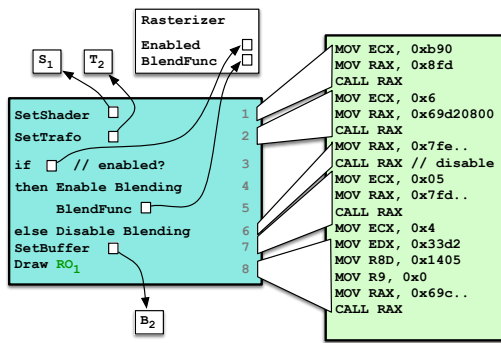 Rasterizer
Enabled
BlendFunc
S1
T2
SetShader 1
SetTrafo 2
if // enabled? 3
then Enable Blending 4
BlendFunc 5
else Disable Blending 6
SetBuffer 7
Draw RO1 8
B2
MOV ECX, 0xb90
MOV RAX, 0x8fd
CALL RAX
MOV ECX, 0x6
MOV RAX, 0x69d20800
CALL RAX
MOV RAX, 0x7fe..
CALL RAX // disable
MOV ECX, 0x05
MOV RAX, 0x7fd..
CALL RAX
MOV ECX, 0x4
MOV EDX, 0x33d2
MOV R8D, 0x1405
MOV R9, 0x0
MOV RAX, 0x69c..
CALL RAX